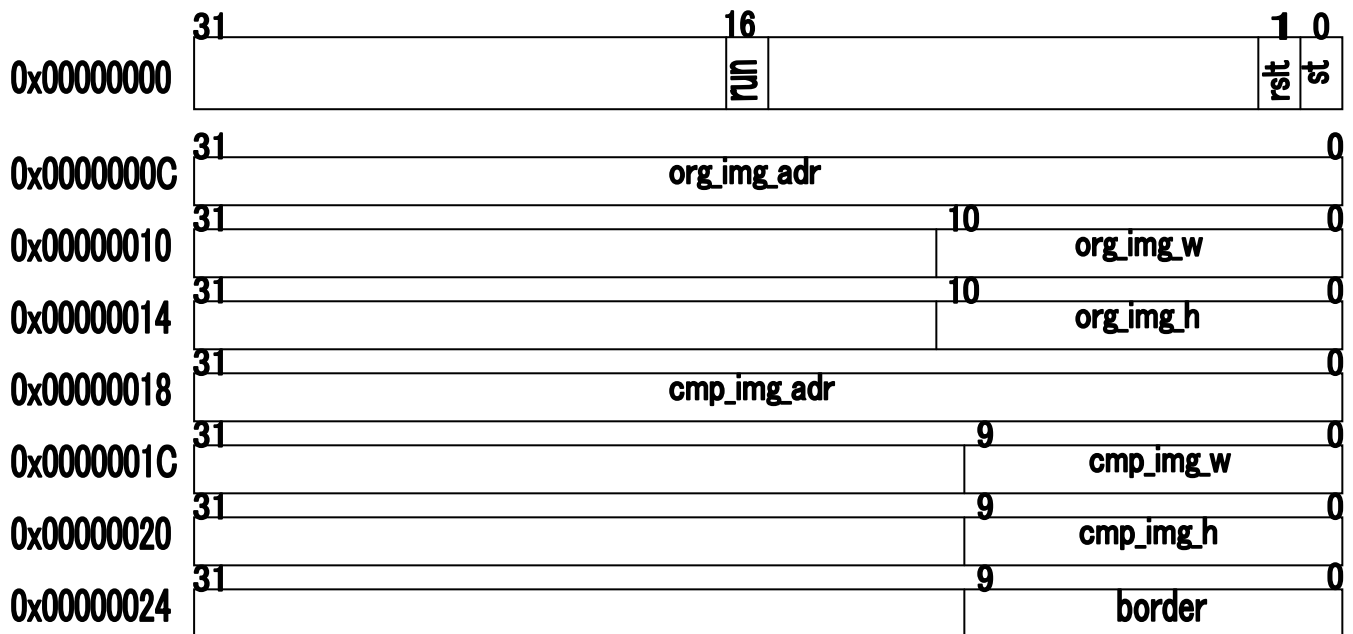 31 16 1 0
0x00000000 run rslt st
31 0
0x0000000C org_img_adr
31 10 0
0x00000010 org_img_w
31 10 0
0x00000014 org_img_h
31 0
0x00000018 cmp_img_adr
31 9 0
0x0000001C cmp_img_w
31 9 0
0x00000020 cmp_img_h
31 9 0
0x00000024 border